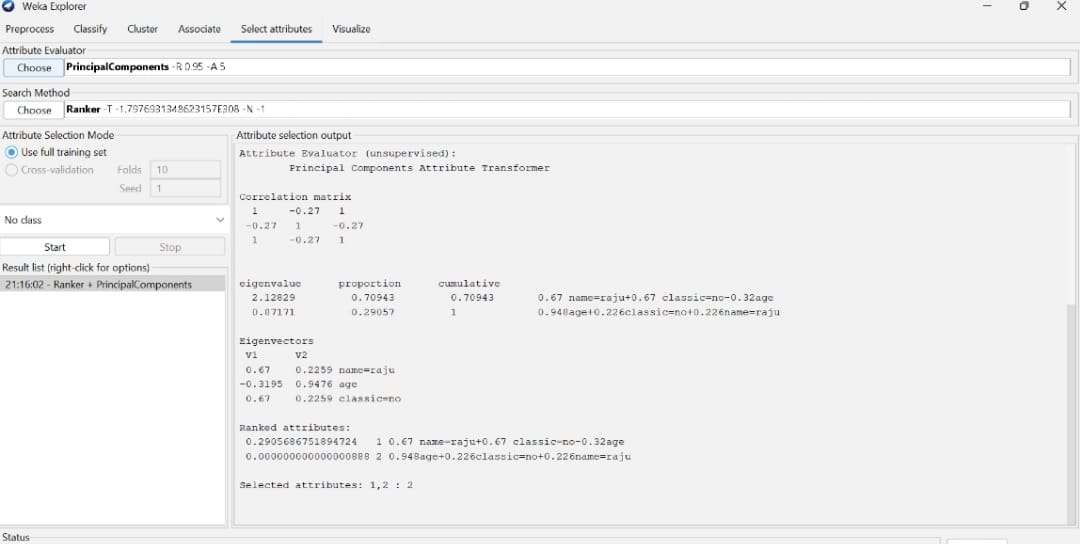 Weka Explorer
Preprocess Classify Cluster Associate Select attributes Visualize
Attribute Evaluator
Choose PrincipalComponents -R 0.95 -A 5
Search Method
Choose Ranker -T -1.7976931348623157E308 -N -1
Attribute Selection Mode
Use full training set
Cross-validation Folds 10
Seed 1
No class
Start Stop
Result list (right-click for options)
21:16:02 - Ranker + PrincipalComponents
Attribute selection output
Attribute Evaluator (unsupervised):
Principal Components Attribute Transformer
Correlation matrix
1 -0.27 1
-0.27 1 -0.27
1 -0.27 1
eigenvalue proportion cumulative
2.12829 0.70943 0.70943 0.67 name=raju+0.67 classic=no-0.32age
0.87171 0.29057 1 0.948age+0.226classic=no+0.226name=raju
Eigenvectors
V1 V2
0.67 0.2259 name=raju
-0.3195 0.9476 age
0.67 0.2259 classic=no
Ranked attributes:
0.2905686751894724 1 0.67 name=raju+0.67 classic=no-0.32age
0.000000000000000888 2 0.948age+0.226classic=no+0.226name=raju
Selected attributes: 1,2 : 2
Status